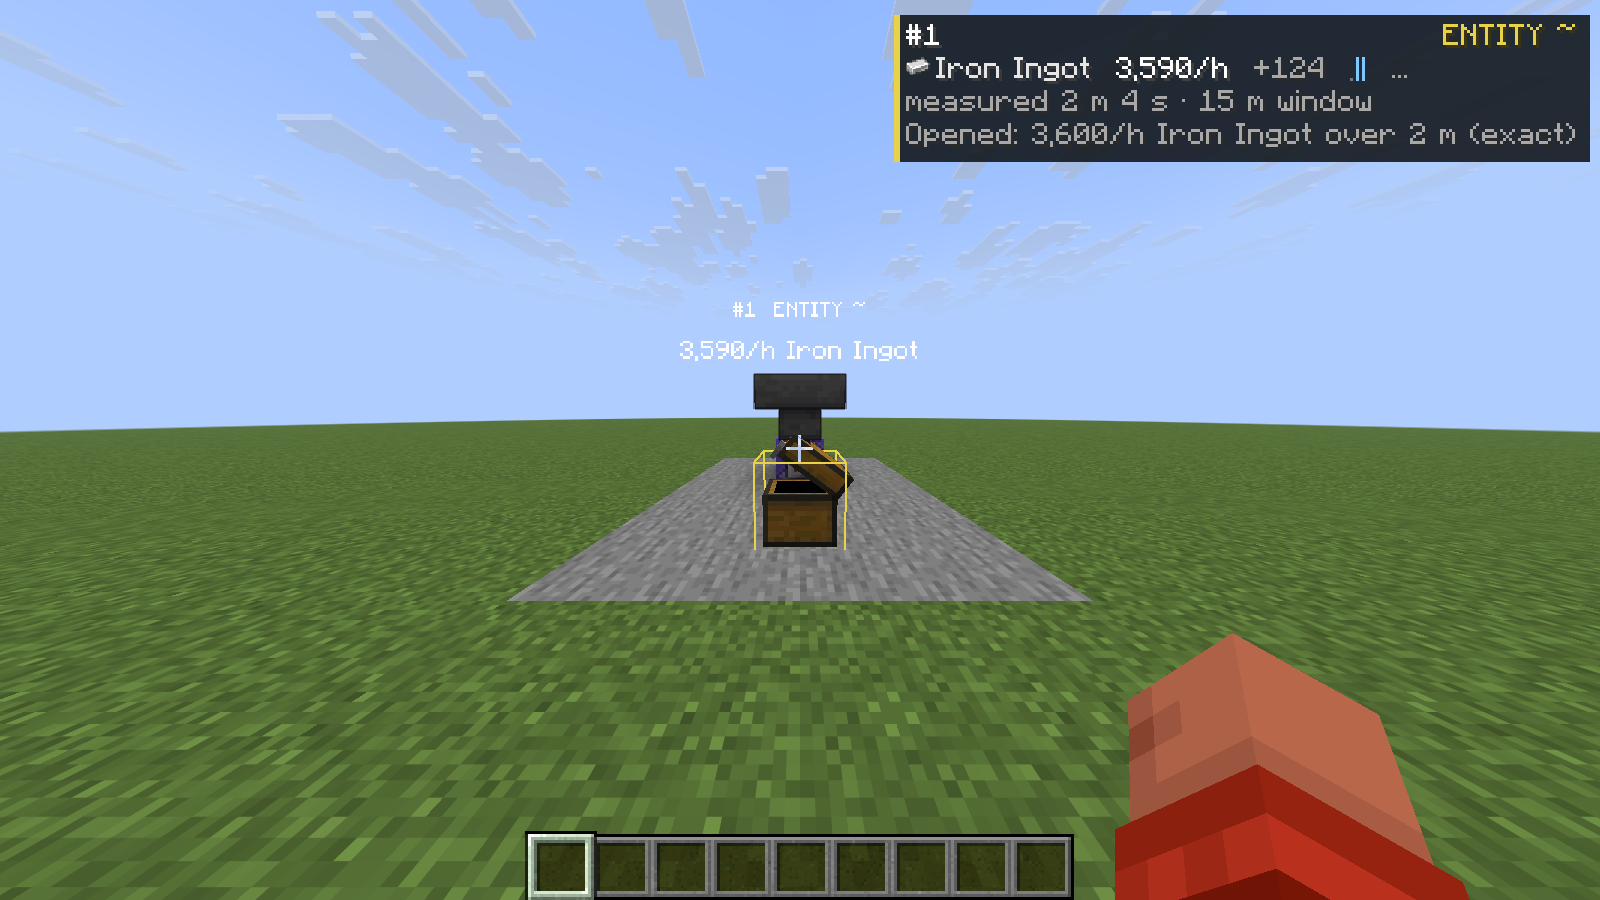 #1 ENTITY ~
Iron Ingot 3,590/h +124 ...
measured 2 m 4 s · 15 m window
Opened: 3,600/h Iron Ingot over 2 m (exact)
#1 ENTITY ~
3,590/h Iron Ingot